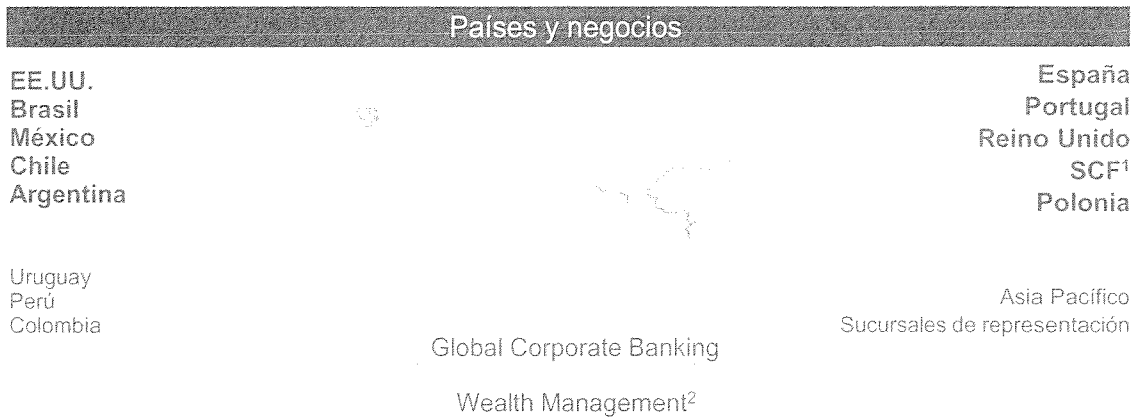 Países y negocios
EE.UU.
Brasil
México
Chile
Argentina
España
Portugal
Reino Unido
SCF¹
Polonia
Uruguay
Perú
Colombia
Asia Pacífico
Sucursales de representación
Global Corporate Banking
Wealth Management²